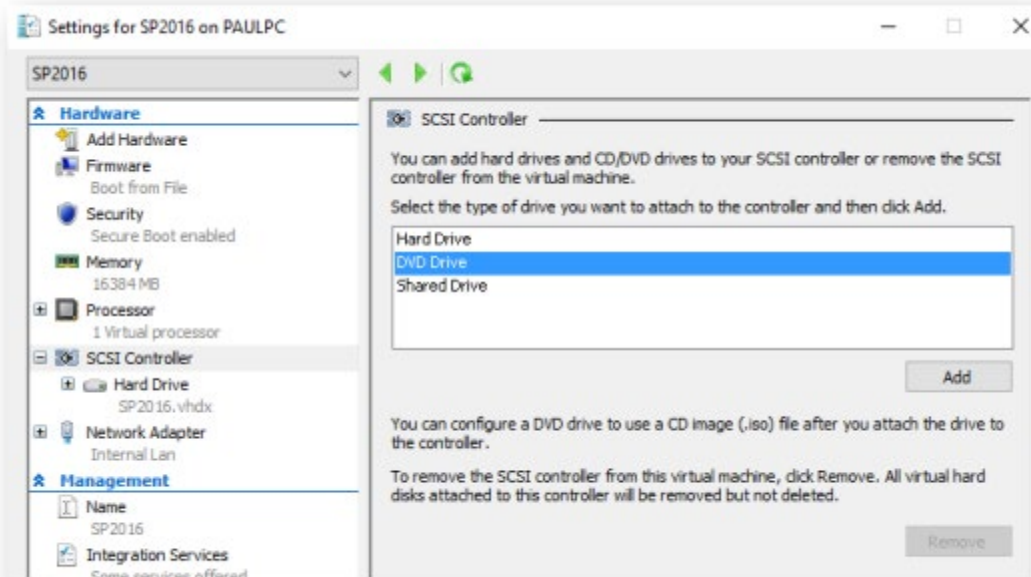 Settings for SP2016 on PAULPC
SP2016
Hardware
Add Hardware
Firmware
Boot from File
Security
Secure Boot enabled
Memory
16384 MB
Processor
1 Virtual processor
SCSI Controller
Hard Drive
SP2016.vhdx
Network Adapter
Internal Lan
Management
Name
SP2016
Integration Services
Some services offered
SCSI Controller
You can add hard drives and CD/DVD drives to your SCSI controller or remove the SCSI
controller from the virtual machine.
Select the type of drive you want to attach to the controller and then click Add.
Hard Drive
DVD Drive
Shared Drive
Add
You can configure a DVD drive to use a CD image (.iso) file after you attach the drive to
the controller.
To remove the SCSI controller from this virtual machine, click Remove. All virtual hard
disks attached to this controller will be removed but not deleted.
Remove